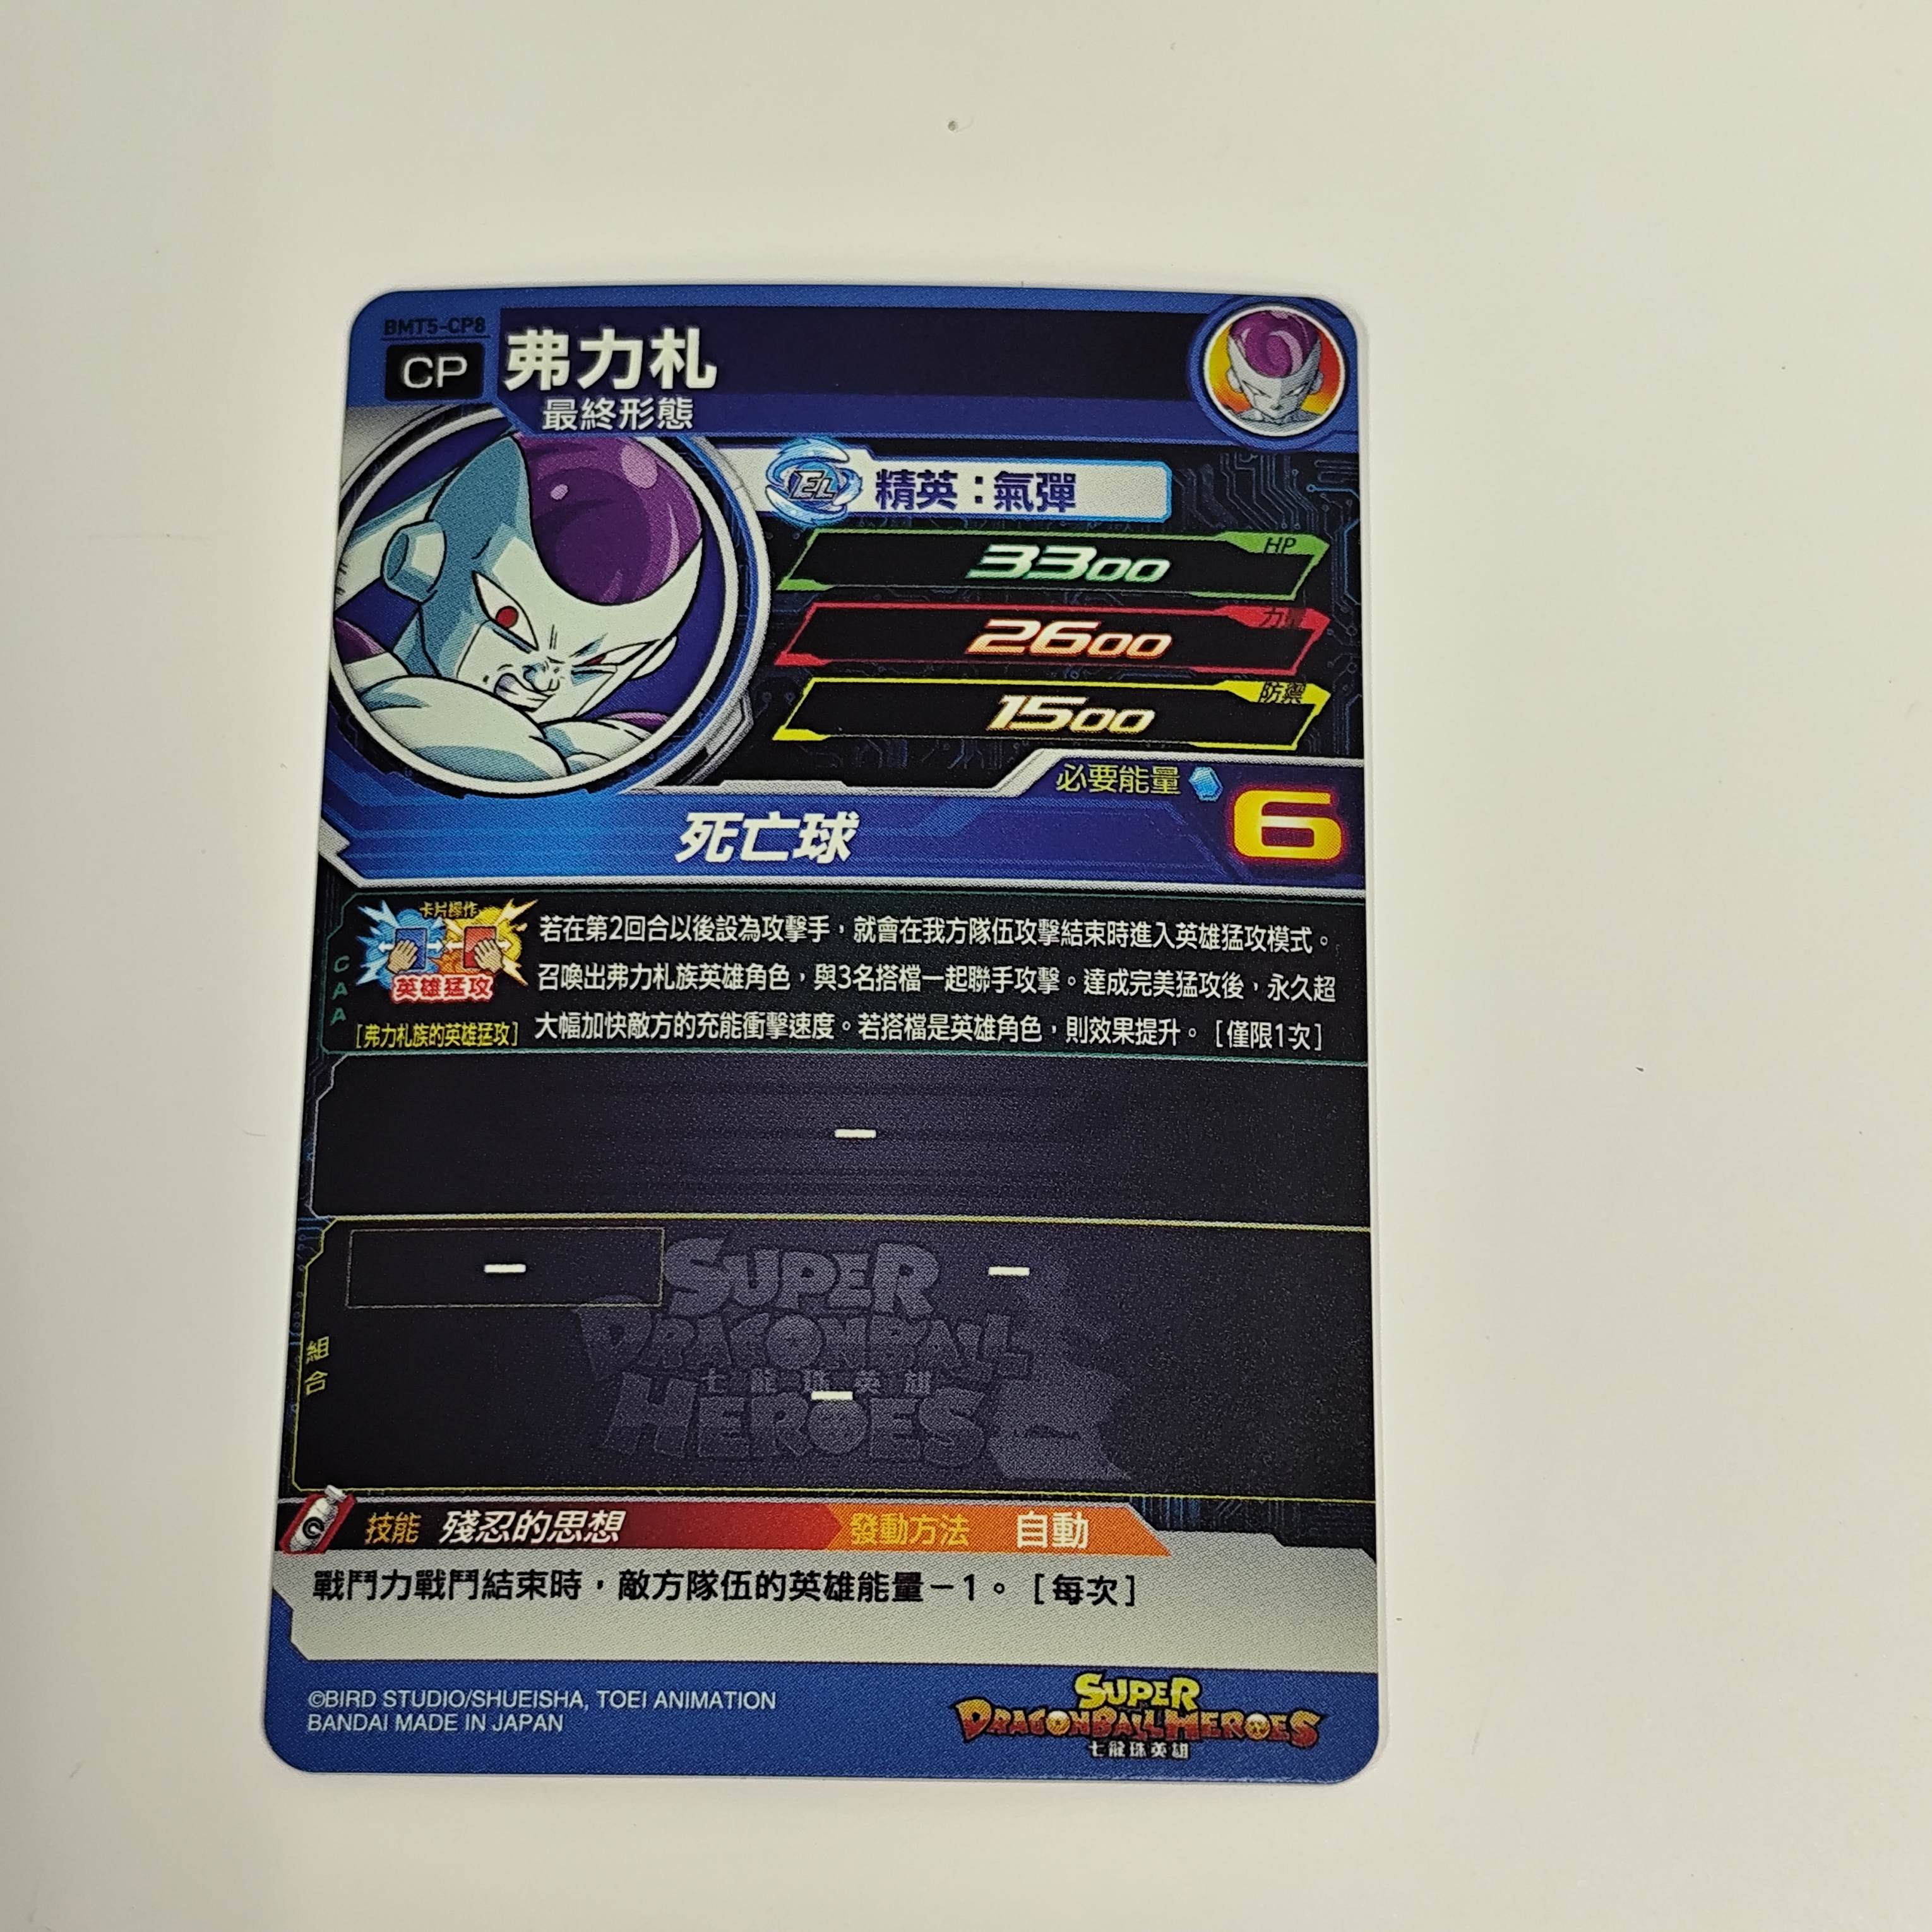 BMT5-CP8
CP
弗力札
最終形態
EL
精英：氣彈
HP
3300
力量
2600
防禦
1500
必要能量
6
死亡球
CAA
卡片操作
英雄猛攻
[弗力札族的英雄猛攻]
若在第2回合以後設為攻擊手，就會在我方隊伍攻擊結束時進入英雄猛攻模式。
召喚出弗力札族英雄角色，與3名搭檔一起聯手攻擊。達成完美猛攻後，永久超
大幅加快敵方的充能衝擊速度。若搭檔是英雄角色，則效果提升。[僅限1次]
－
組合
－
－
－
SUPER
DRAGONBALL
七龍珠英雄
HEROES
技能 殘忍的思想 發動方法 自動
戰鬥力戰鬥結束時，敵方隊伍的英雄能量－1。[每次]
©BIRD STUDIO/SHUEISHA, TOEI ANIMATION
BANDAI MADE IN JAPAN
SUPER
DRAGONBALL HEROES
七龍珠英雄